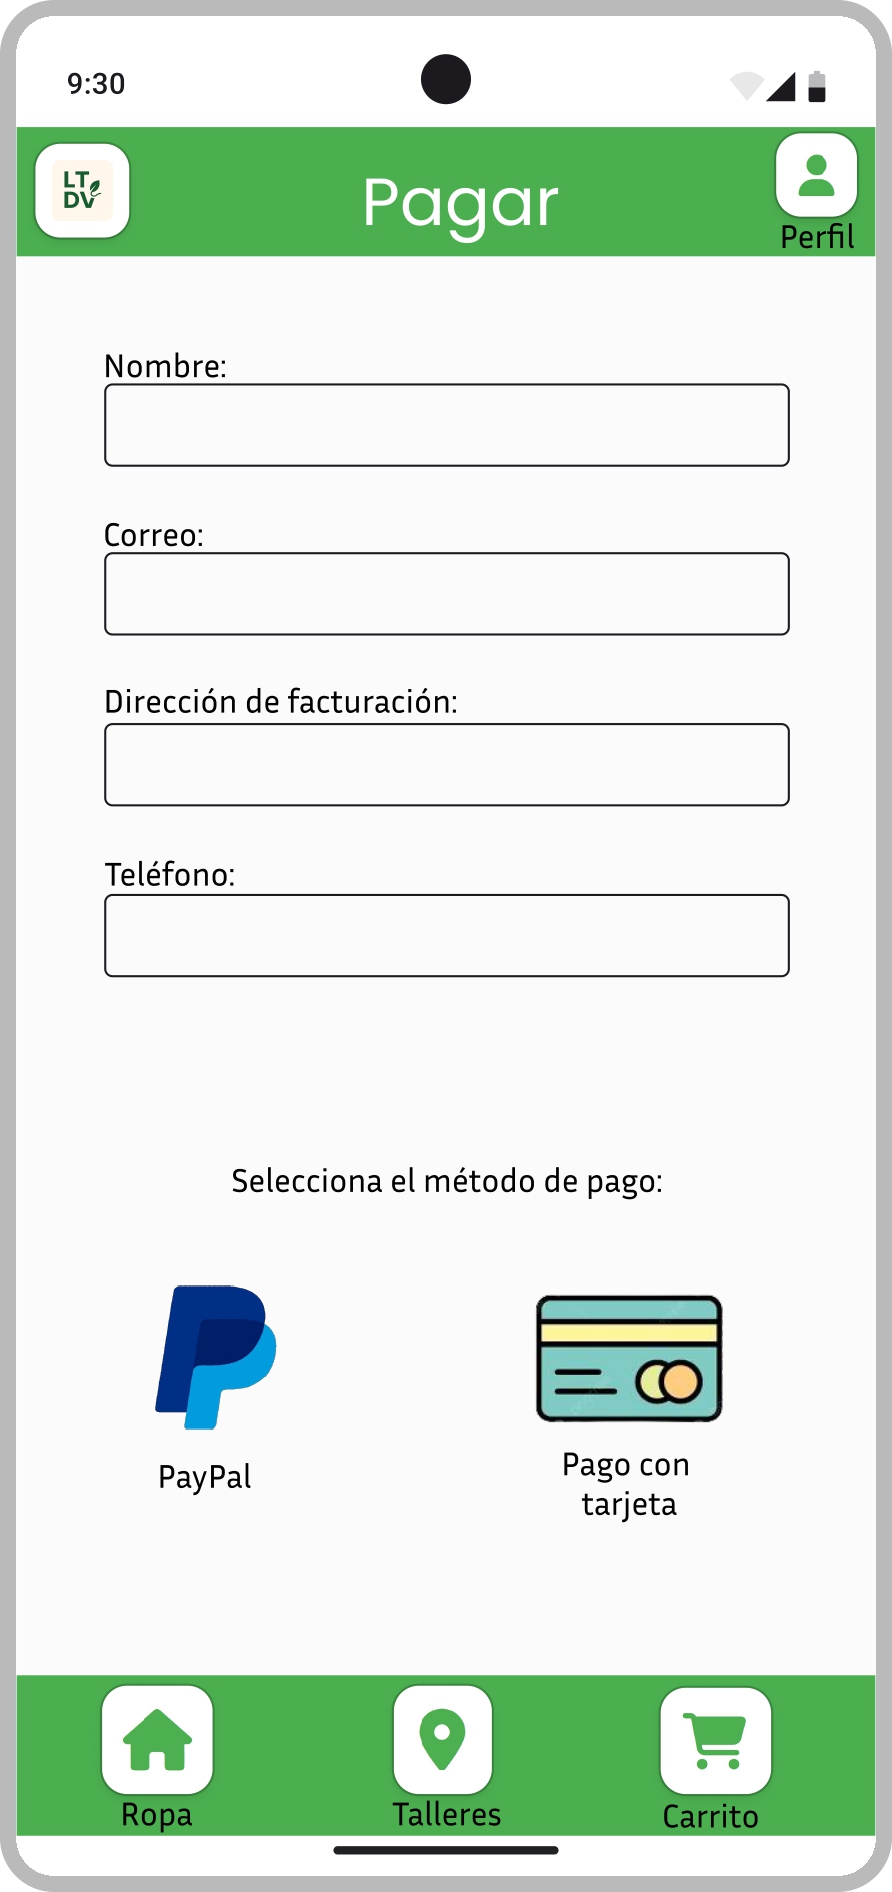 9:30
LT
DV
Pagar
Perfil
Nombre:
Correo:
Dirección de facturación:
Teléfono:
Selecciona el método de pago:
PayPal
Pago con
tarjeta
Ropa
Talleres
Carrito